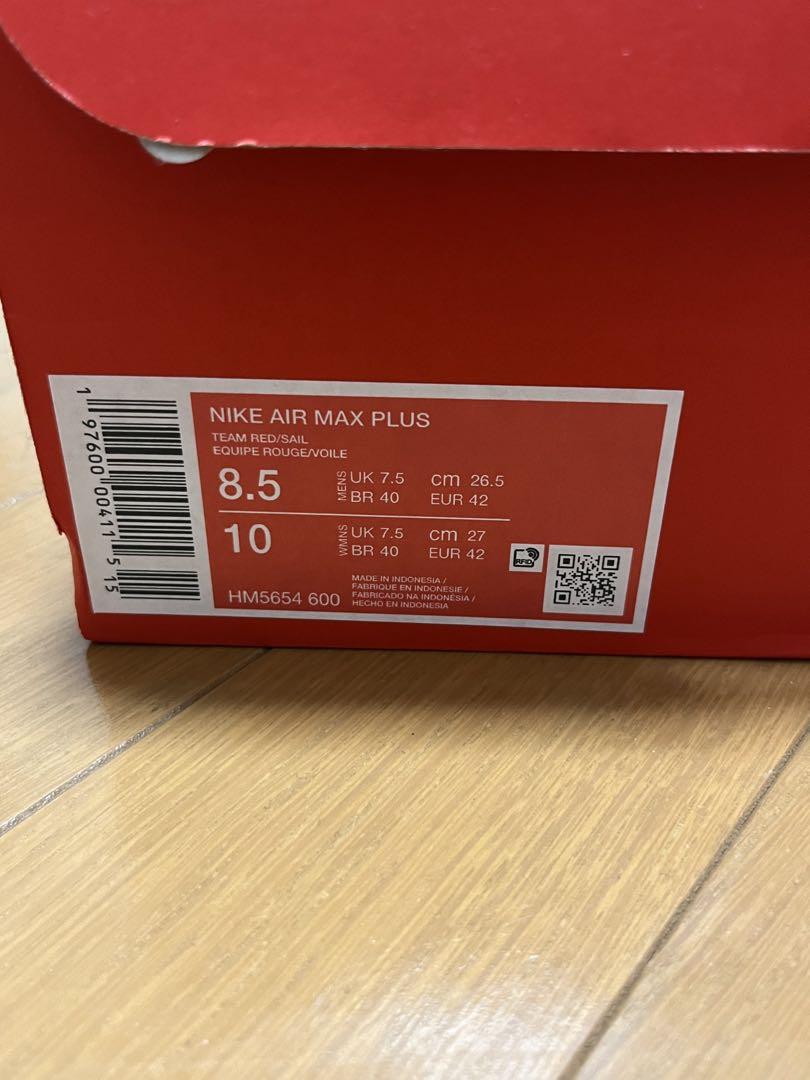 NIKE AIR MAX PLUS
TEAM RED/SAIL
EQUIPE ROUGE/VOILE
8.5 MENS UK 7.5 cm 26.5
BR 40 EUR 42
10 WMNS UK 7.5 cm 27
BR 40 EUR 42
RFID
HM5654 600
MADE IN INDONESIA /
FABRIQUE EN INDONESIE /
FABRICADO NA INDONÉSIA /
HECHO EN INDONESIA
1 97600 00411 5 15